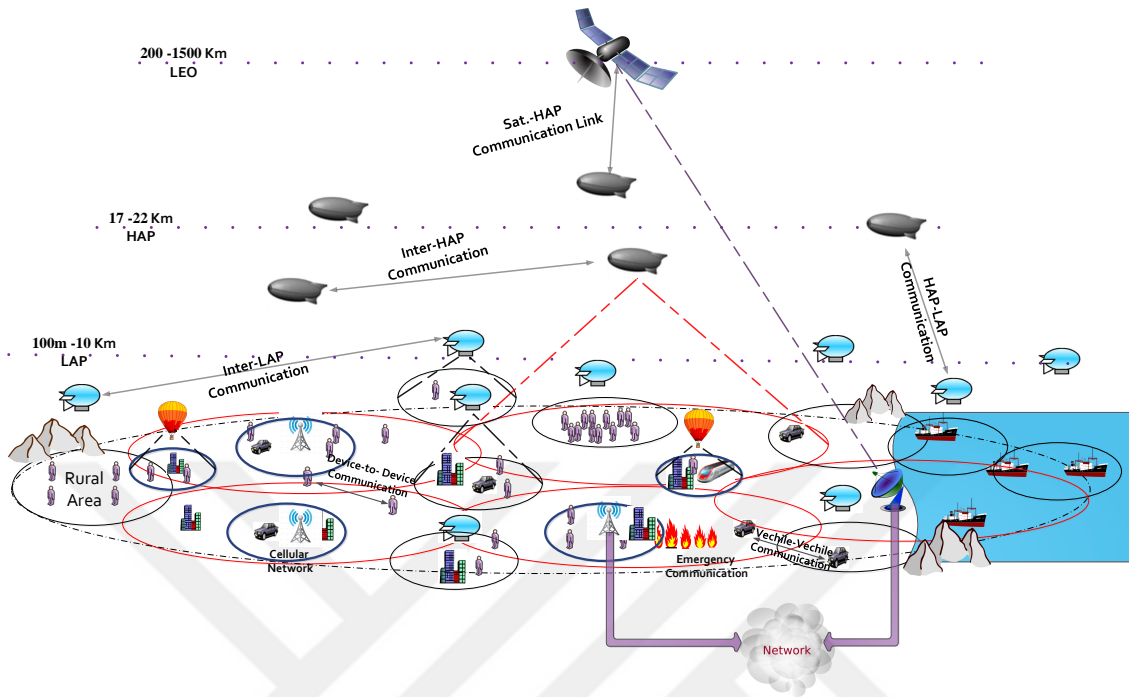 200 -1500 Km
LEO
Sat.-HAP
Communication Link
17 -22 Km
HAP
Inter-HAP
Communication
HAP-LAP
Communication
100m -10 Km
LAP
Inter-LAP
Communication
Rural
Area
Device-to- Device
Communication
Cellular
Network
Emergency
Communication
Vechile-Vechile
Communication
Network